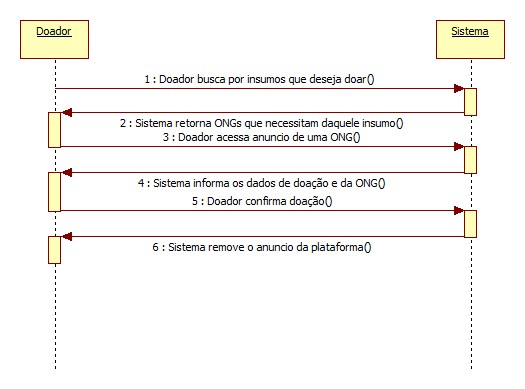 Doador
Sistema
1 : Doador busca por insumos que deseja doar()
2 : Sistema retorna ONGs que necessitam daquele insumo()
3 : Doador acessa anuncio de uma ONG()
4 : Sistema informa os dados de doação e da ONG()
5 : Doador confirma doação()
6 : Sistema remove o anuncio da plataforma()